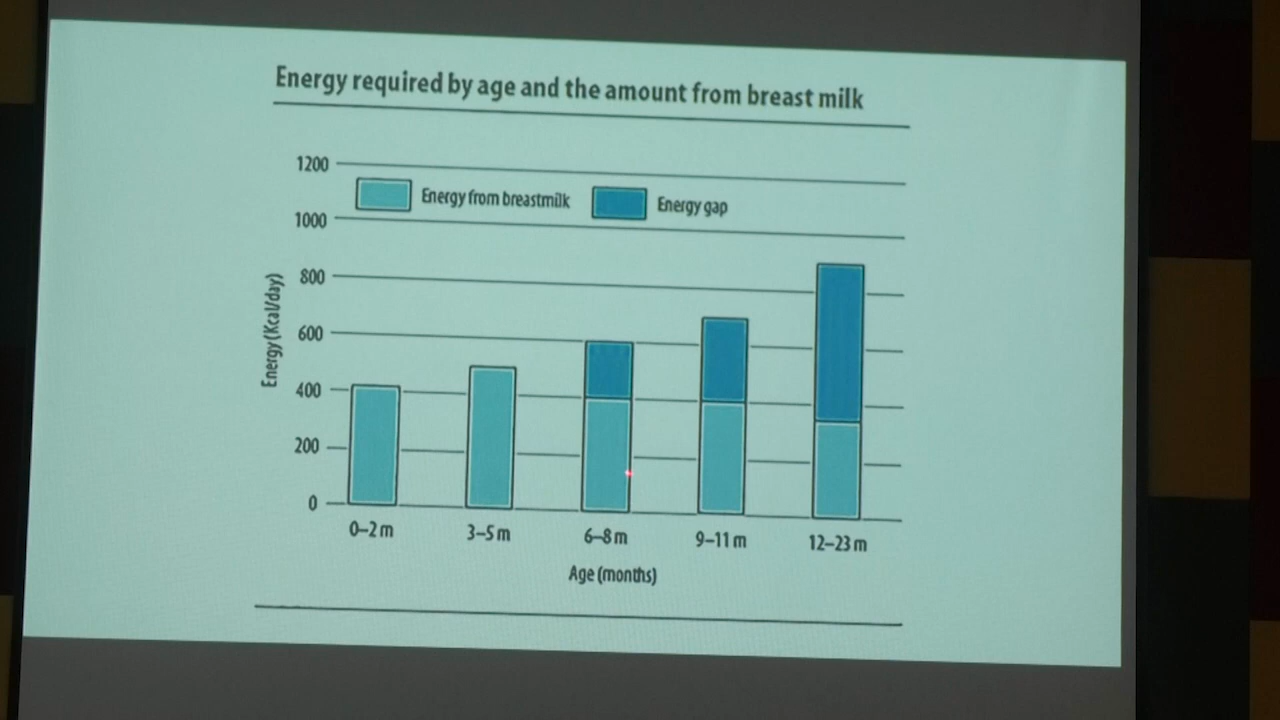 Energy required by age and the amount from breast milk
1200
Energy from breastmilk
Energy gap
1000
800
600
400
200
0
Energy (Kcal/day)
0–2 m
3–5 m
6–8 m
9–11 m
12–23 m
Age (months)